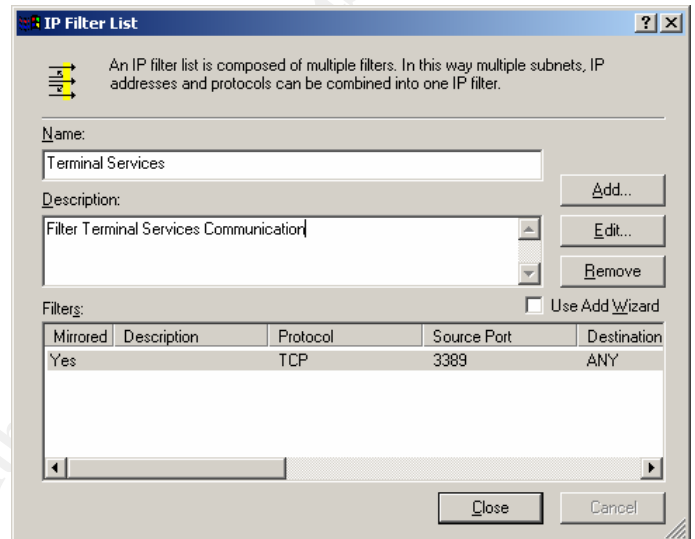 IP Filter List
An IP filter list is composed of multiple filters. In this way multiple subnets, IP
addresses and protocols can be combined into one IP filter.
Name:
Terminal Services
Add...
Description:
Filter Terminal Services Communication
Edit...
Remove
Filters:
Use Add Wizard
Mirrored Description Protocol Source Port Destination
Yes TCP 3389 ANY
Close Cancel